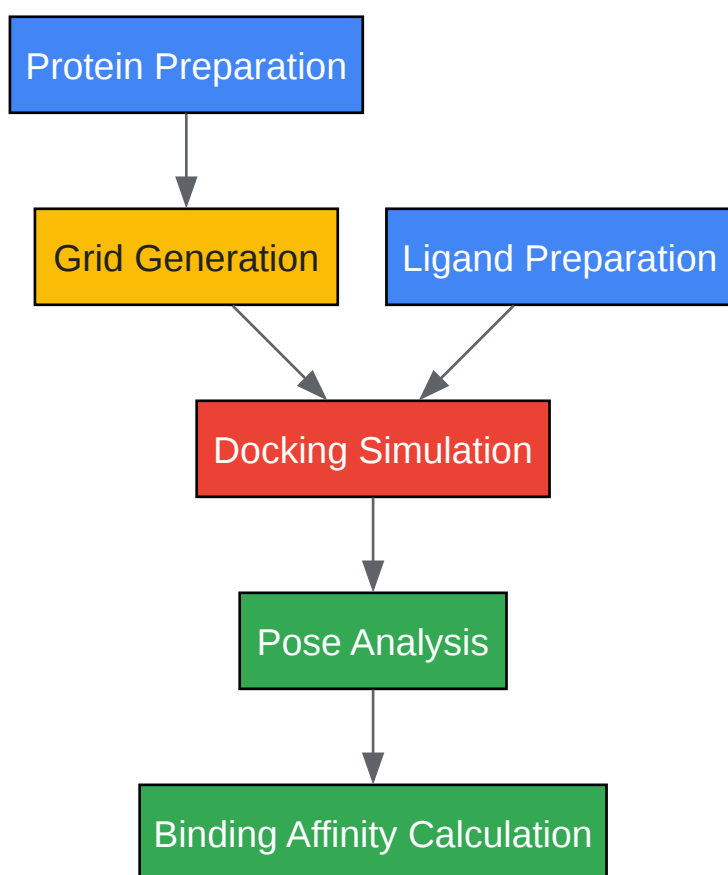 Protein Preparation
Grid Generation
Ligand Preparation
Docking Simulation
Pose Analysis
Binding Affinity Calculation